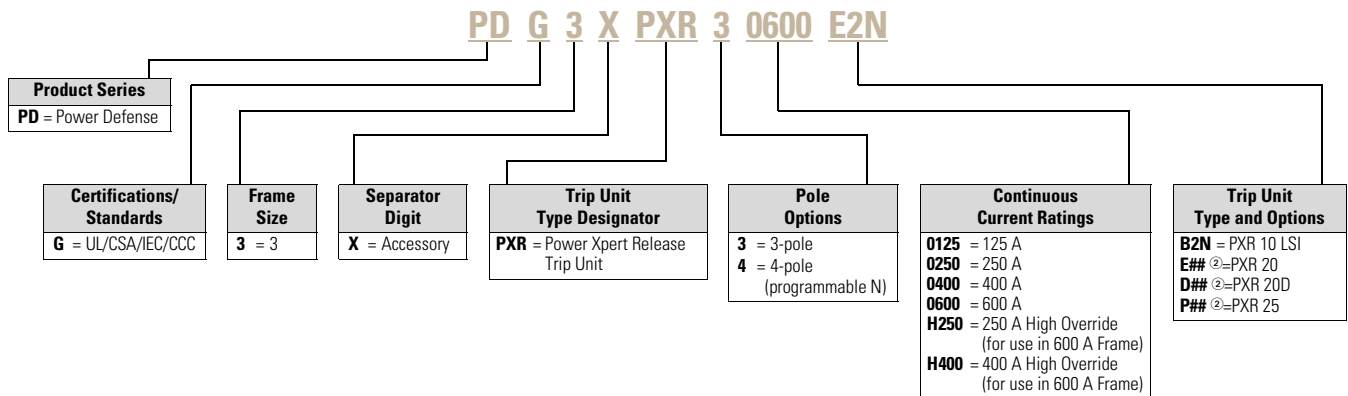 PD G 3 X PXR 3 0600 E2N
Product Series
PD = Power Defense
Certifications/
Standards
G = UL/CSA/IEC/CCC
Frame
Size
3 = 3
Separator
Digit
X = Accessory
Trip Unit
Type Designator
PXR = Power Xpert Release
Trip Unit
Pole
Options
3 = 3-pole
4 = 4-pole
(programmable N)
Continuous
Current Ratings
0125 = 125 A
0250 = 250 A
0400 = 400 A
0600 = 600 A
H250 = 250 A High Override
(for use in 600 A Frame)
H400 = 400 A High Override
(for use in 600 A Frame)
Trip Unit
Type and Options
B2N = PXR 10 LSI
E## ②=PXR 20
D## ②=PXR 20D
P## ②=PXR 25